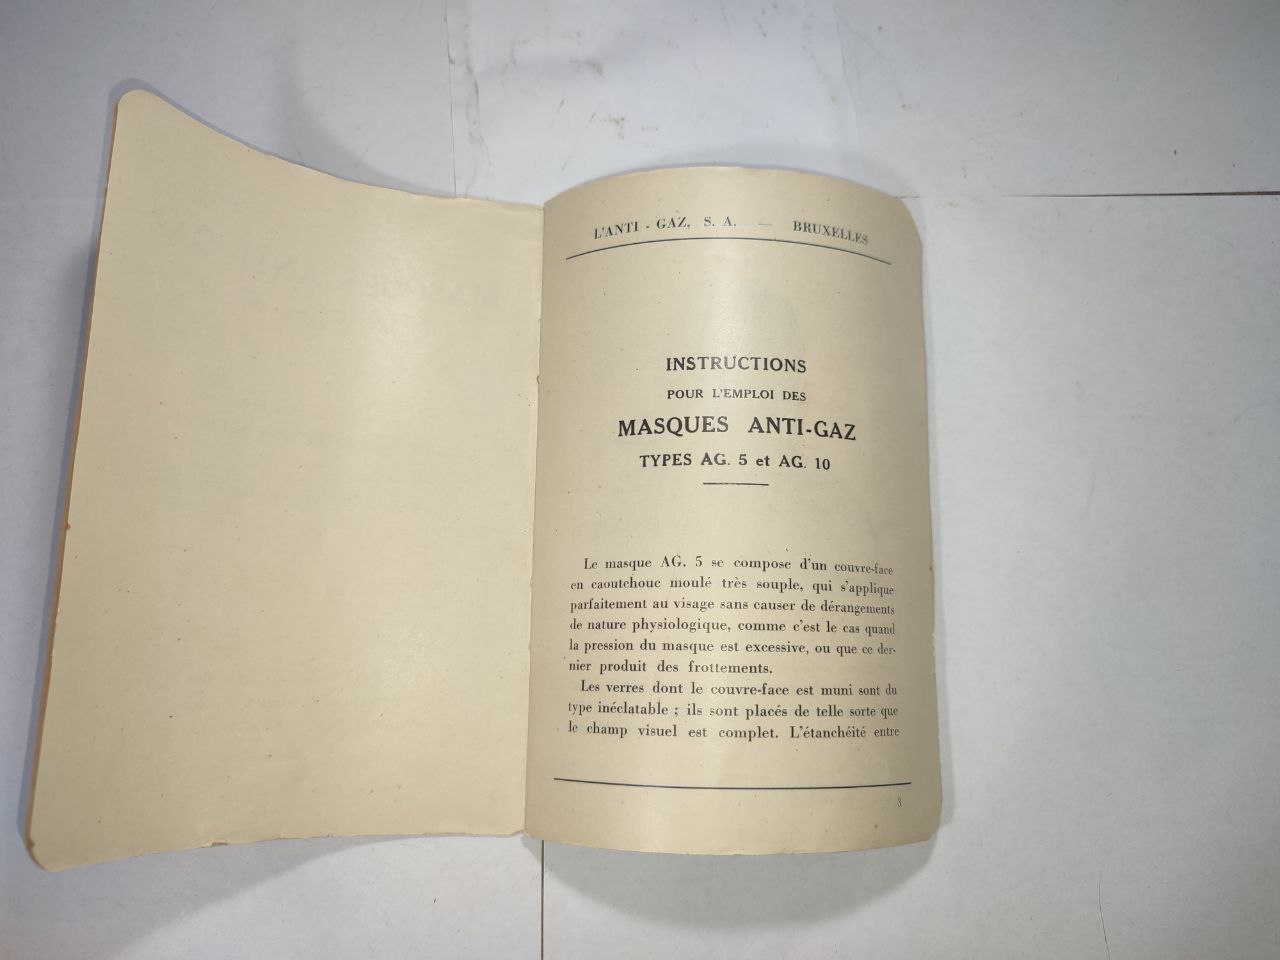 L'ANTI - GAZ, S. A. — BRUXELLES
INSTRUCTIONS
POUR L'EMPLOI DES
MASQUES ANTI-GAZ
TYPES AG. 5 et AG. 10
Le masque AG. 5 se compose d'un couvre-face
en caoutchouc moulé très souple, qui s'applique
parfaitement au visage sans causer de dérangements
de nature physiologique, comme c'est le cas quand
la pression du masque est excessive, ou que ce der-
nier produit des frottements.
Les verres dont le couvre-face est muni sont du
type inéclatable ; ils sont placés de telle sorte que
le champ visuel est complet. L'étanchéité entre
3